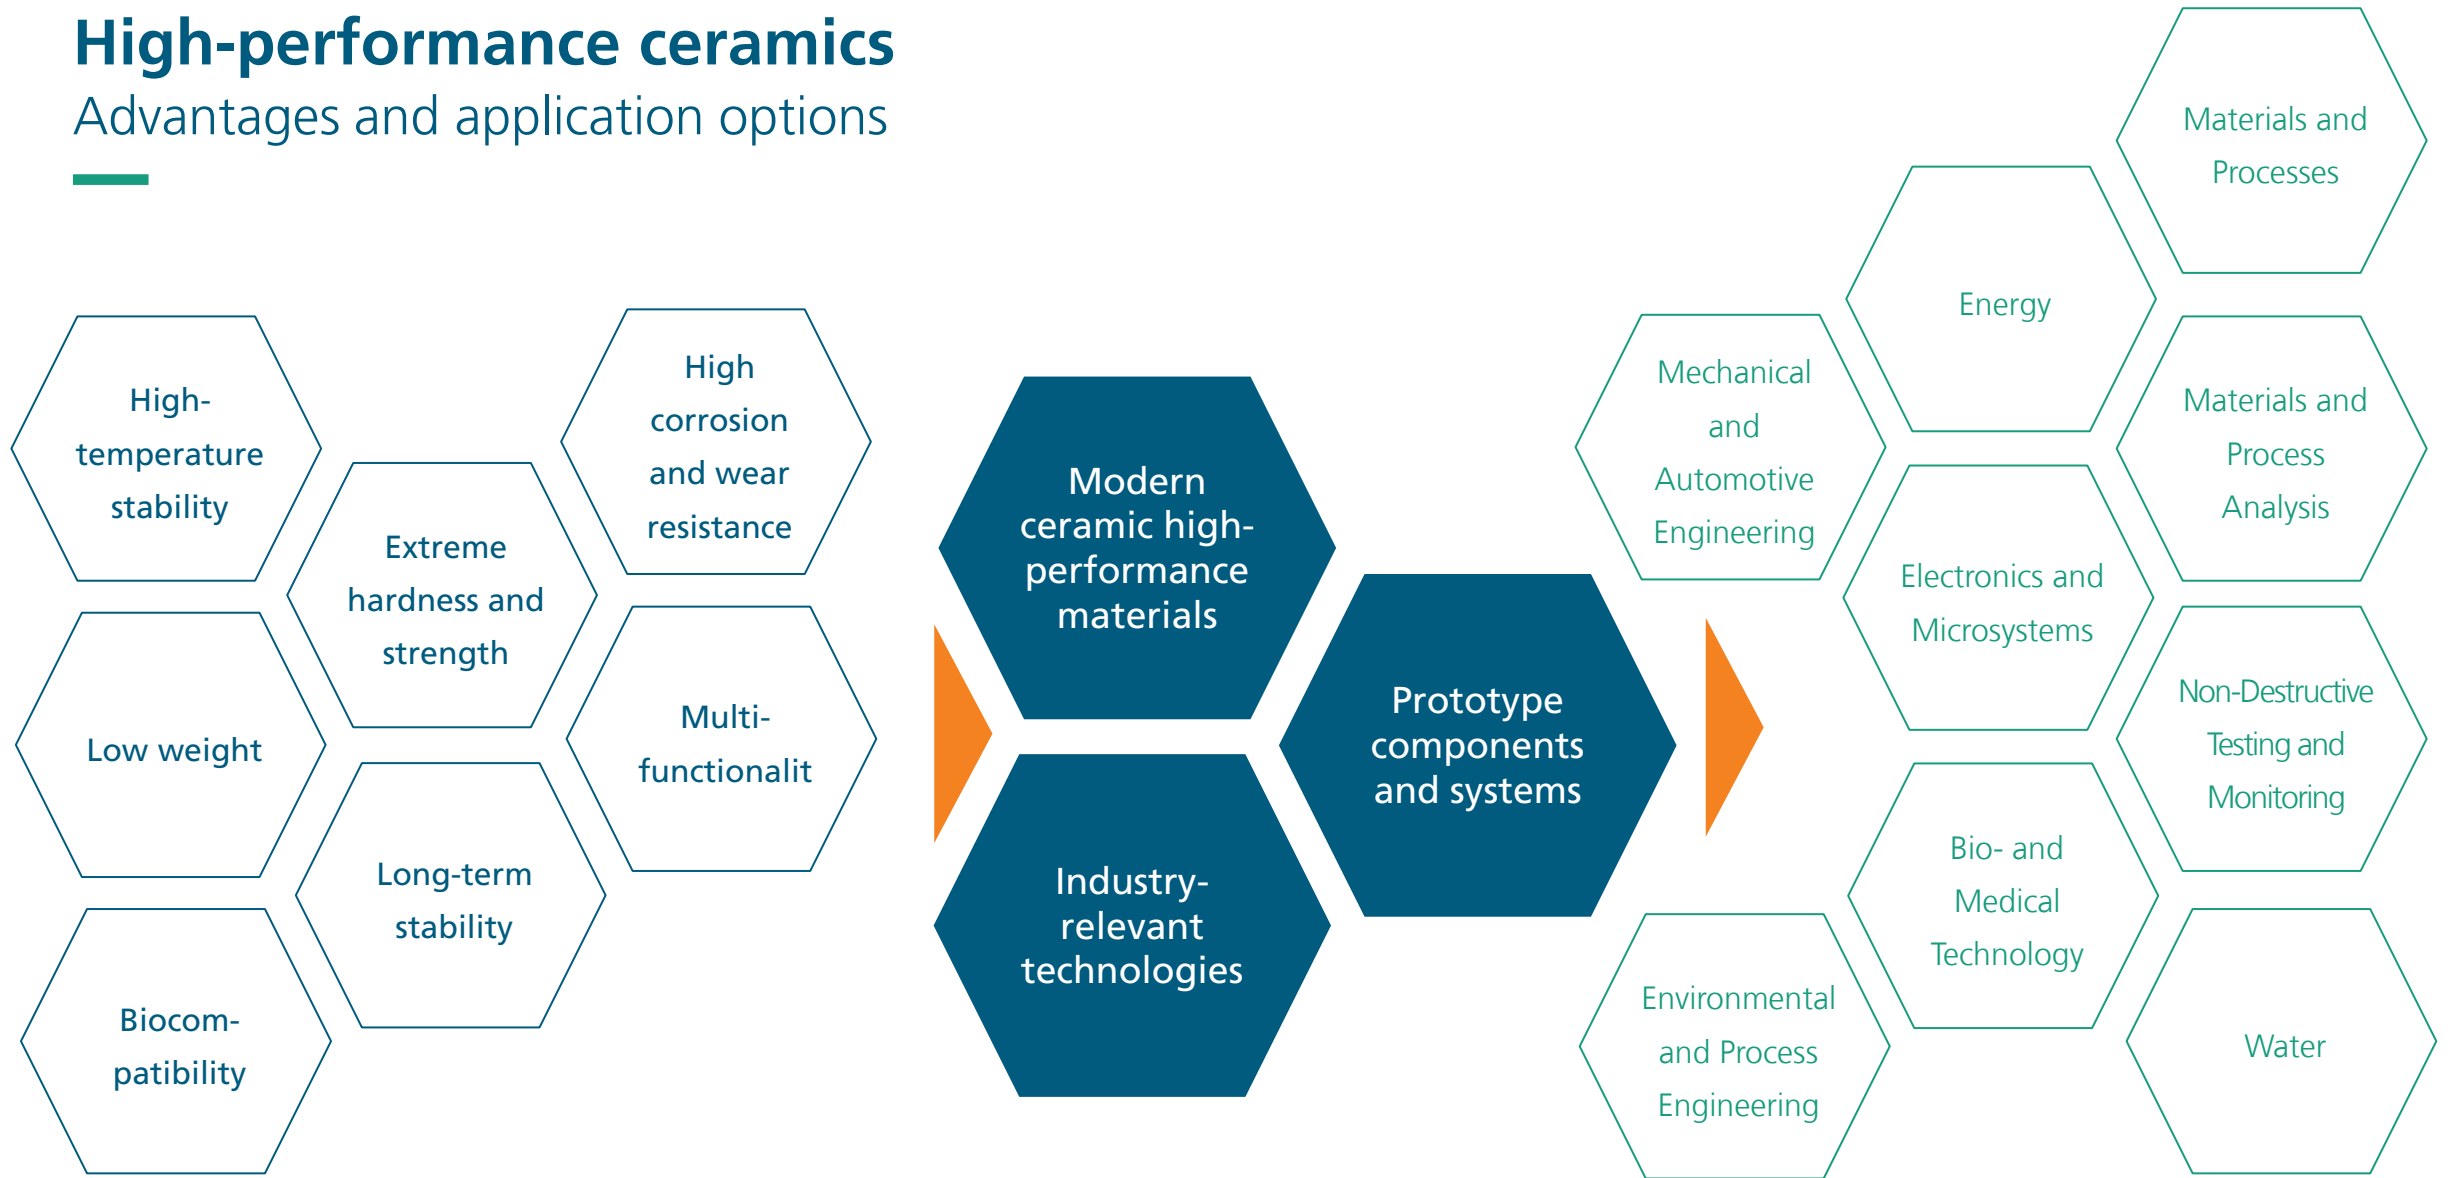 High-performance ceramics
Advantages and application options
High-
temperature
stability
Low weight
Biocom-
patibility
Extreme
hardness and
strength
Long-term
stability
High
corrosion
and wear
resistance
Multi-
functionalit
Modern
ceramic high-
performance
materials
Industry-
relevant
technologies
Prototype
components
and systems
Mechanical
and
Automotive
Engineering
Environmental
and Process
Engineering
Energy
Electronics and
Microsystems
Bio- and
Medical
Technology
Materials and
Processes
Materials and
Process
Analysis
Non-Destructive
Testing and
Monitoring
Water